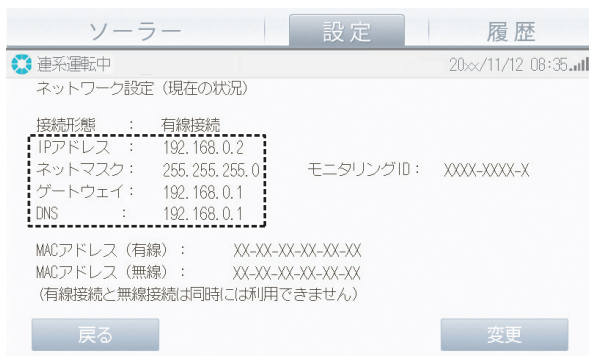 ソーラー 設定 履歴
連系運転中 20××/11/12 08:35
ネットワーク設定（現在の状況）
接続形態 ： 有線接続
IPアドレス ： 192.168.0.2
ネットマスク： 255.255.255.0 モニタリングID： XXXX-XXXX-X
ゲートウェイ： 192.168.0.1
DNS ： 192.168.0.1
MACアドレス（有線）： XX-XX-XX-XX-XX-XX
MACアドレス（無線）： XX-XX-XX-XX-XX-XX
（有線接続と無線接続は同時には利用できません）
戻る 変更